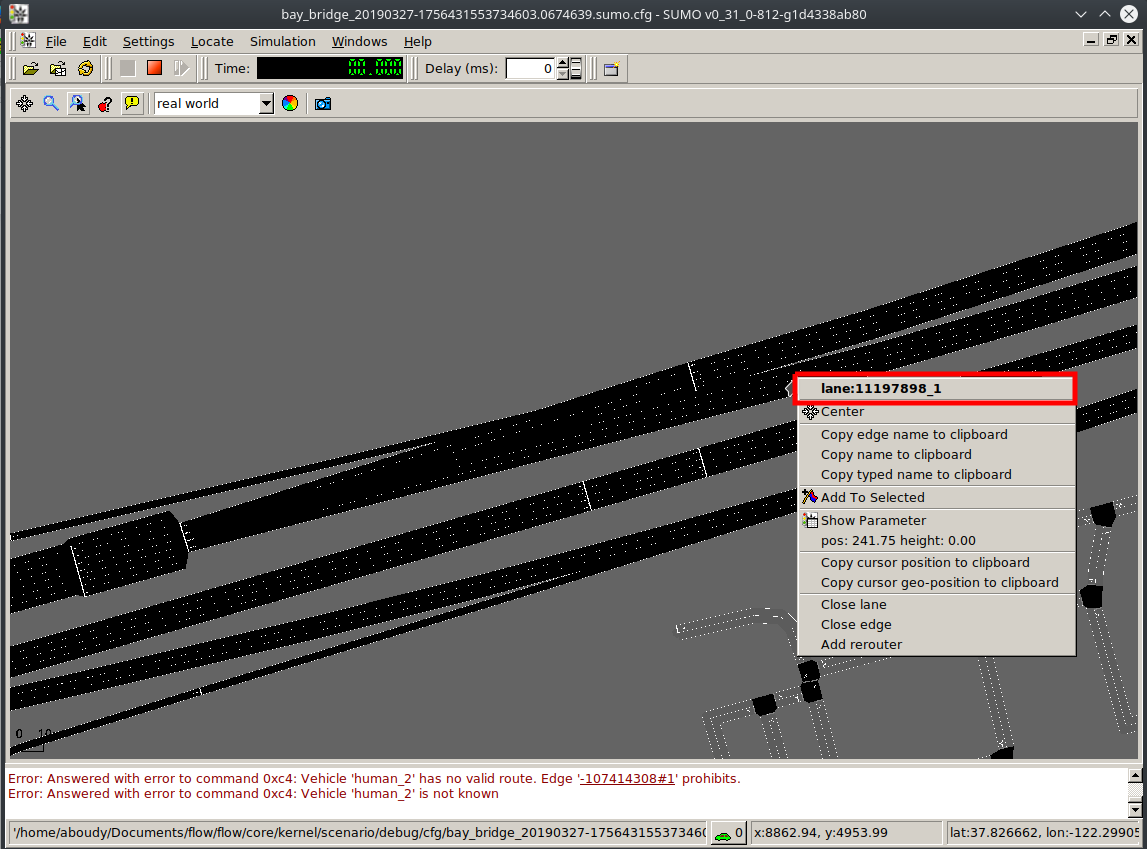 bay_bridge_20190327-1756431553734603.0674639.sumo.cfg - SUMO v0_31_0-812-g1d4338ab80
File Edit Settings Locate Simulation Windows Help
Time: 00.000 Delay (ms): 0
real world
lane:11197898_1
Center
Copy edge name to clipboard
Copy name to clipboard
Copy typed name to clipboard
Add To Selected
Show Parameter
pos: 241.75 height: 0.00
Copy cursor position to clipboard
Copy cursor geo-position to clipboard
Close lane
Close edge
Add rerouter
0 10
Error: Answered with error to command 0xc4: Vehicle 'human_2' has no valid route. Edge '-107414308#1' prohibits.
Error: Answered with error to command 0xc4: Vehicle 'human_2' is not known
'/home/aboudy/Documents/flow/flow/core/kernel/scenario/debug/cfg/bay_bridge_20190327-175643155373460 0 x:8862.94, y:4953.99 lat:37.826662, lon:-122.29905